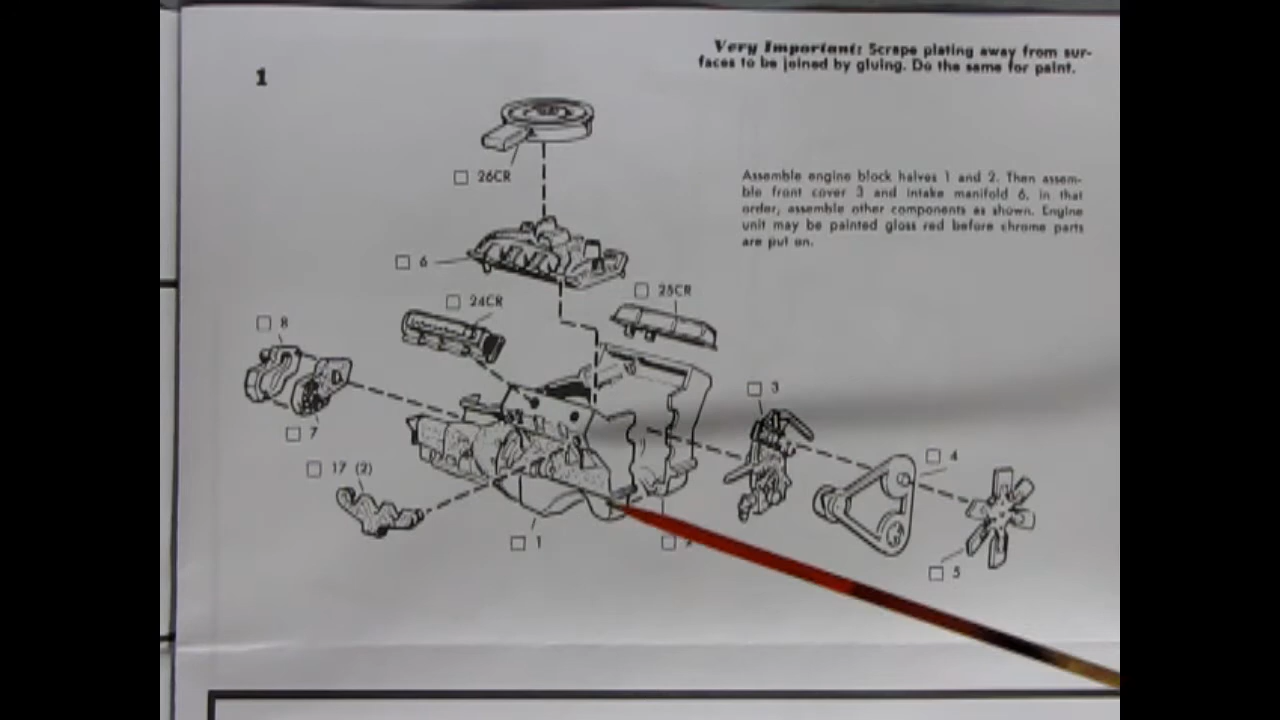 Very Important: Scrape plating away from sur-
faces to be joined by gluing. Do the same for paint.
1
26CR
Assemble engine block halves 1 and 2. Then assem-
ble front cover 3 and intake manifold 6, in that
order, assemble other components as shown. Engine
unit may be painted gloss red before chrome parts
are put on.
6
24CR
25CR
8
3
7
4
17 (2)
1
5